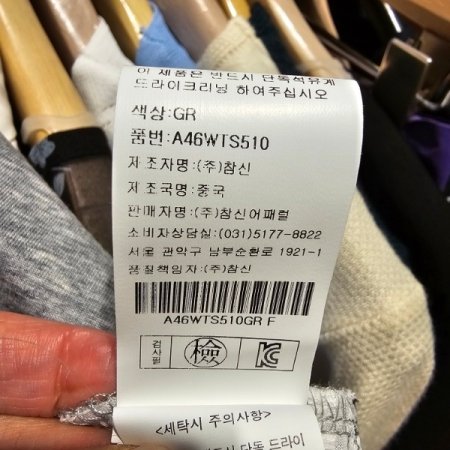 이 제품은 반드시 단독석유계
드라이크리닝 하여주십시오
색상:GR
품번:A46WTS510
제조자명:(주)참신
제조국명:중국
판매자명:(주)참신어패럴
소비자상담실:(031)5177-8822
서울 관악구 남부순환로 1921-1
품질책임자:(주)참신
A46WTS510GR F
검사필 檢
<세탁시 주의사항>
단독 드라이